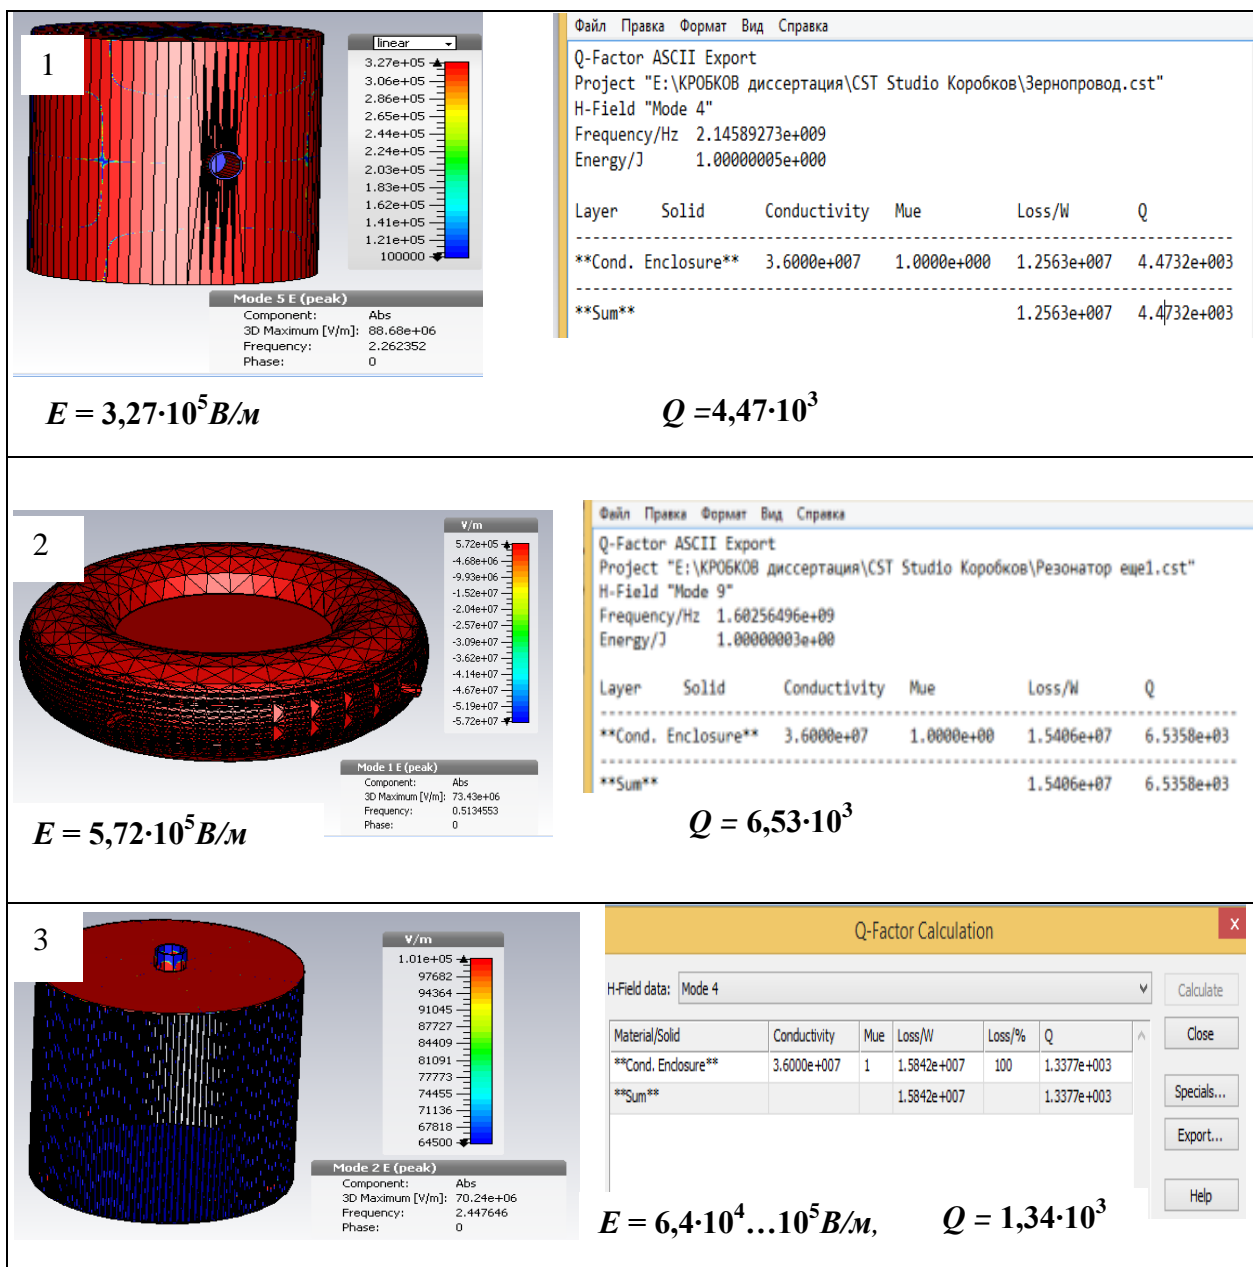 1
linear
3.27e+05
3.06e+05
2.86e+05
2.65e+05
2.44e+05
2.24e+05
2.03e+05
1.83e+05
1.62e+05
1.41e+05
1.21e+05
100000
Mode 5 E (peak)
Component: Abs
3D Maximum [V/m]: 88.68e+06
Frequency: 2.262352
Phase: 0
E = 3,27·10⁵В/м
Файл Правка Формат Вид Справка
Q-Factor ASCII Export
Project "E:\КРОБКОВ диссертация\CST Studio Коробков\Зернопровод.cst"
H-Field "Mode 4"
Frequency/Hz 2.14589273e+009
Energy/J 1.00000005e+000
Layer Solid Conductivity Mue Loss/W Q
**Cond. Enclosure** 3.6000e+007 1.0000e+000 1.2563e+007 4.4732e+003
**Sum** 1.2563e+007 4.4732e+003
Q =4,47·10³
2
V/m
5.72e+05
-4.68e+06
-9.93e+06
-1.52e+07
-2.04e+07
-2.57e+07
-3.09e+07
-3.62e+07
-4.14e+07
-4.67e+07
-5.19e+07
-5.72e+07
Mode 1 E (peak)
Component: Abs
3D Maximum [V/m]: 73.43e+06
Frequency: 0.5134553
Phase: 0
E = 5,72·10⁵В/м
Файл Правка Формат Вид Справка
Q-Factor ASCII Export
Project "E:\КРОБКОВ диссертация\CST Studio Коробков\Резонатор еще1.cst"
H-Field "Mode 9"
Frequency/Hz 1.60256496e+09
Energy/J 1.00000003e+00
Layer Solid Conductivity Mue Loss/W Q
**Cond. Enclosure** 3.6000e+07 1.0000e+00 1.5406e+07 6.5358e+03
**Sum** 1.5406e+07 6.5358e+03
Q = 6,53·10³
3
V/m
1.01e+05
97682
94364
91045
87727
84409
81091
77773
74455
71136
67818
64500
Mode 2 E (peak)
Component: Abs
3D Maximum [V/m]: 70.24e+06
Frequency: 2.447646
Phase: 0
Q-Factor Calculation
x
H-Field data: Mode 4
Calculate
Material/Solid Conductivity Mue Loss/W Loss/% Q
**Cond. Enclosure** 3.6000e+007 1 1.5842e+007 100 1.3377e+003
**Sum** 1.5842e+007 1.3377e+003
Close
Specials...
Export...
Help
E = 6,4·10⁴…10⁵В/м, Q = 1,34·10³